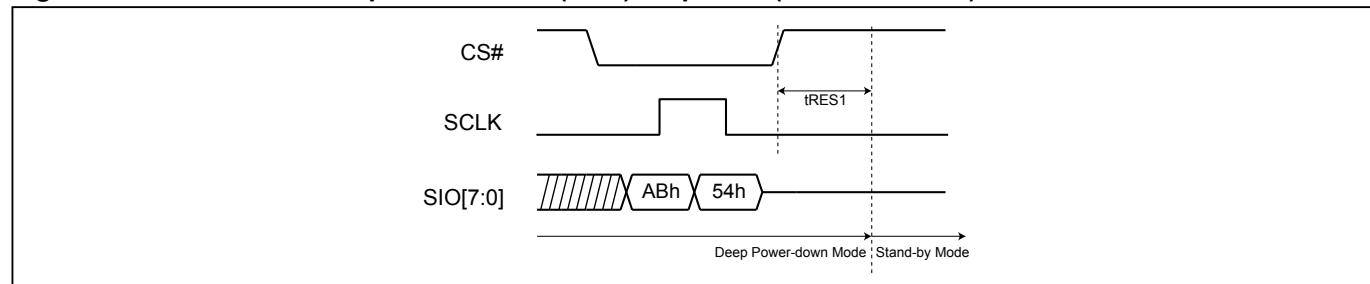 CS#
tRES1
SCLK
SIO[7:0] ABh 54h
Deep Power-down Mode Stand-by Mode